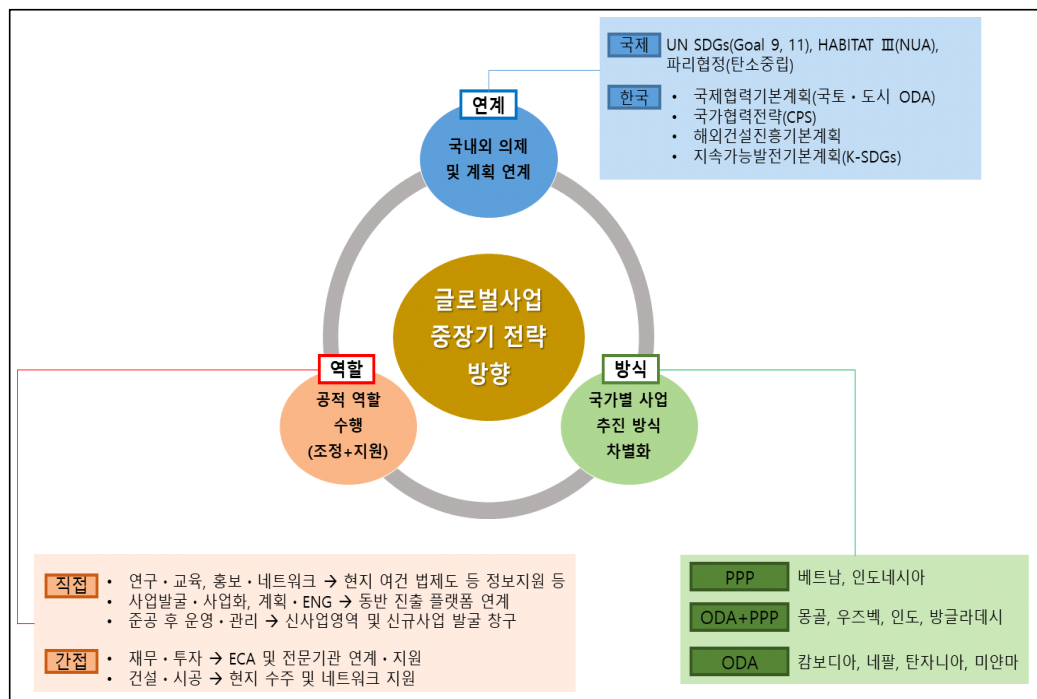 국제 UN SDGs(Goal 9, 11), HABITAT Ⅲ(NUA),
파리협정(탄소중립)
한국 • 국제협력기본계획(국토・도시 ODA)
• 국가협력전략(CPS)
• 해외건설진흥기본계획
• 지속가능발전기본계획(K-SDGs)
연계
국내외 의제
및 계획 연계
글로벌사업
중장기 전략
방향
역할
공적 역할
수행
(조정+지원)
방식
국가별 사업
추진 방식
차별화
직접 • 연구・교육, 홍보・네트워크 → 현지 여건 법제도 등 정보지원 등
• 사업발굴・사업화, 계획・ENG → 동반 진출 플랫폼 연계
• 준공 후 운영・관리 → 신사업영역 및 신규사업 발굴 창구
간접 • 재무・투자 → ECA 및 전문기관 연계・지원
• 건설・시공 → 현지 수주 및 네트워크 지원
PPP 베트남, 인도네시아
ODA+PPP 몽골, 우즈벡, 인도, 방글라데시
ODA 캄보디아, 네팔, 탄자니아, 미얀마